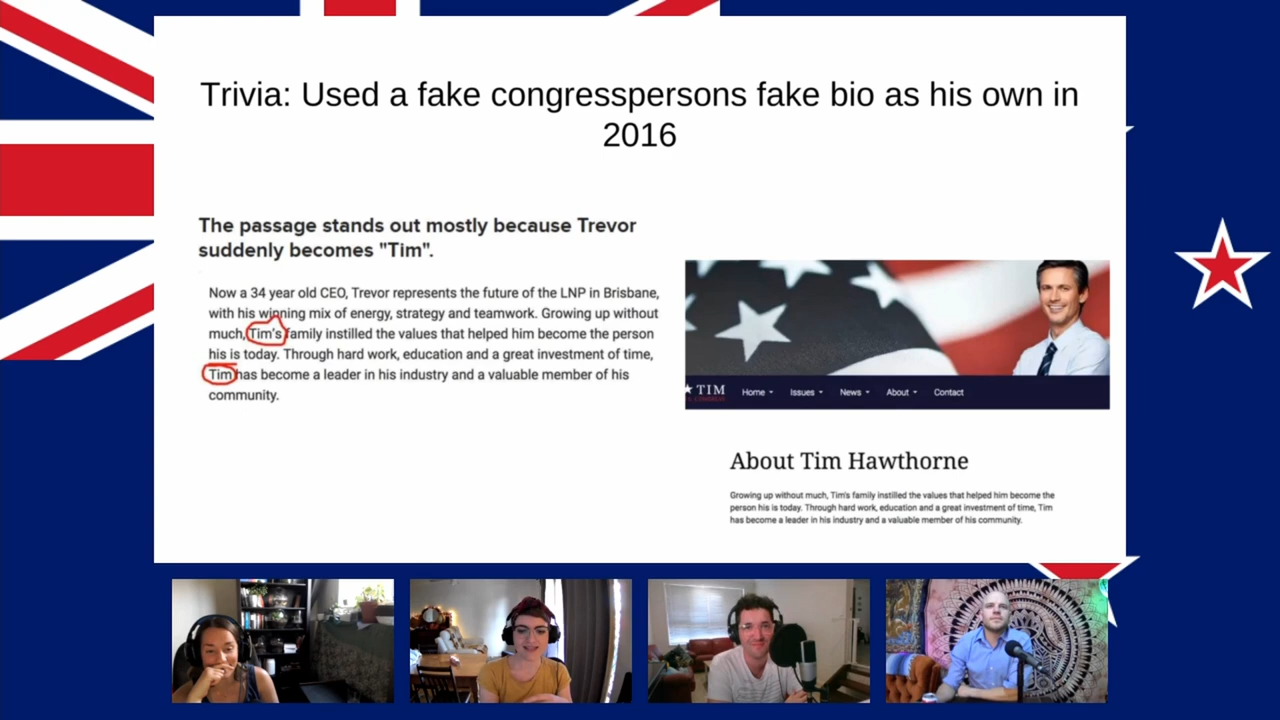 Trivia: Used a fake congresspersons fake bio as his own in
2016
The passage stands out mostly because Trevor
suddenly becomes "Tim".
Now a 34 year old CEO, Trevor represents the future of the LNP in Brisbane,
with his winning mix of energy, strategy and teamwork. Growing up without
much, Tim's family instilled the values that helped him become the person
his is today. Through hard work, education and a great investment of time,
Tim has become a leader in his industry and a valuable member of his
community.
TIM
Home Issues News About Contact
About Tim Hawthorne
Growing up without much, Tim's family instilled the values that helped him become the
person his is today. Through hard work, education and a great investment of time, Tim
has become a leader in his industry and a valuable member of his community.